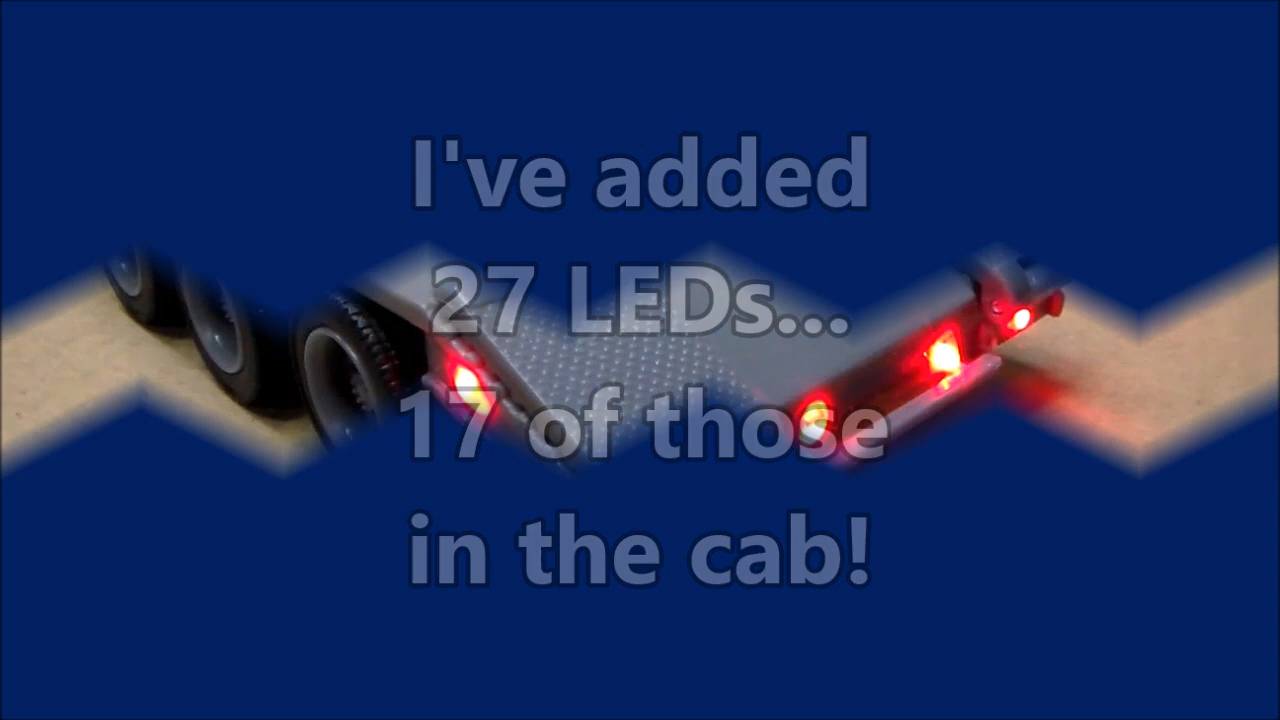 I've added
27 LEDs...
17 of those
in the cab!